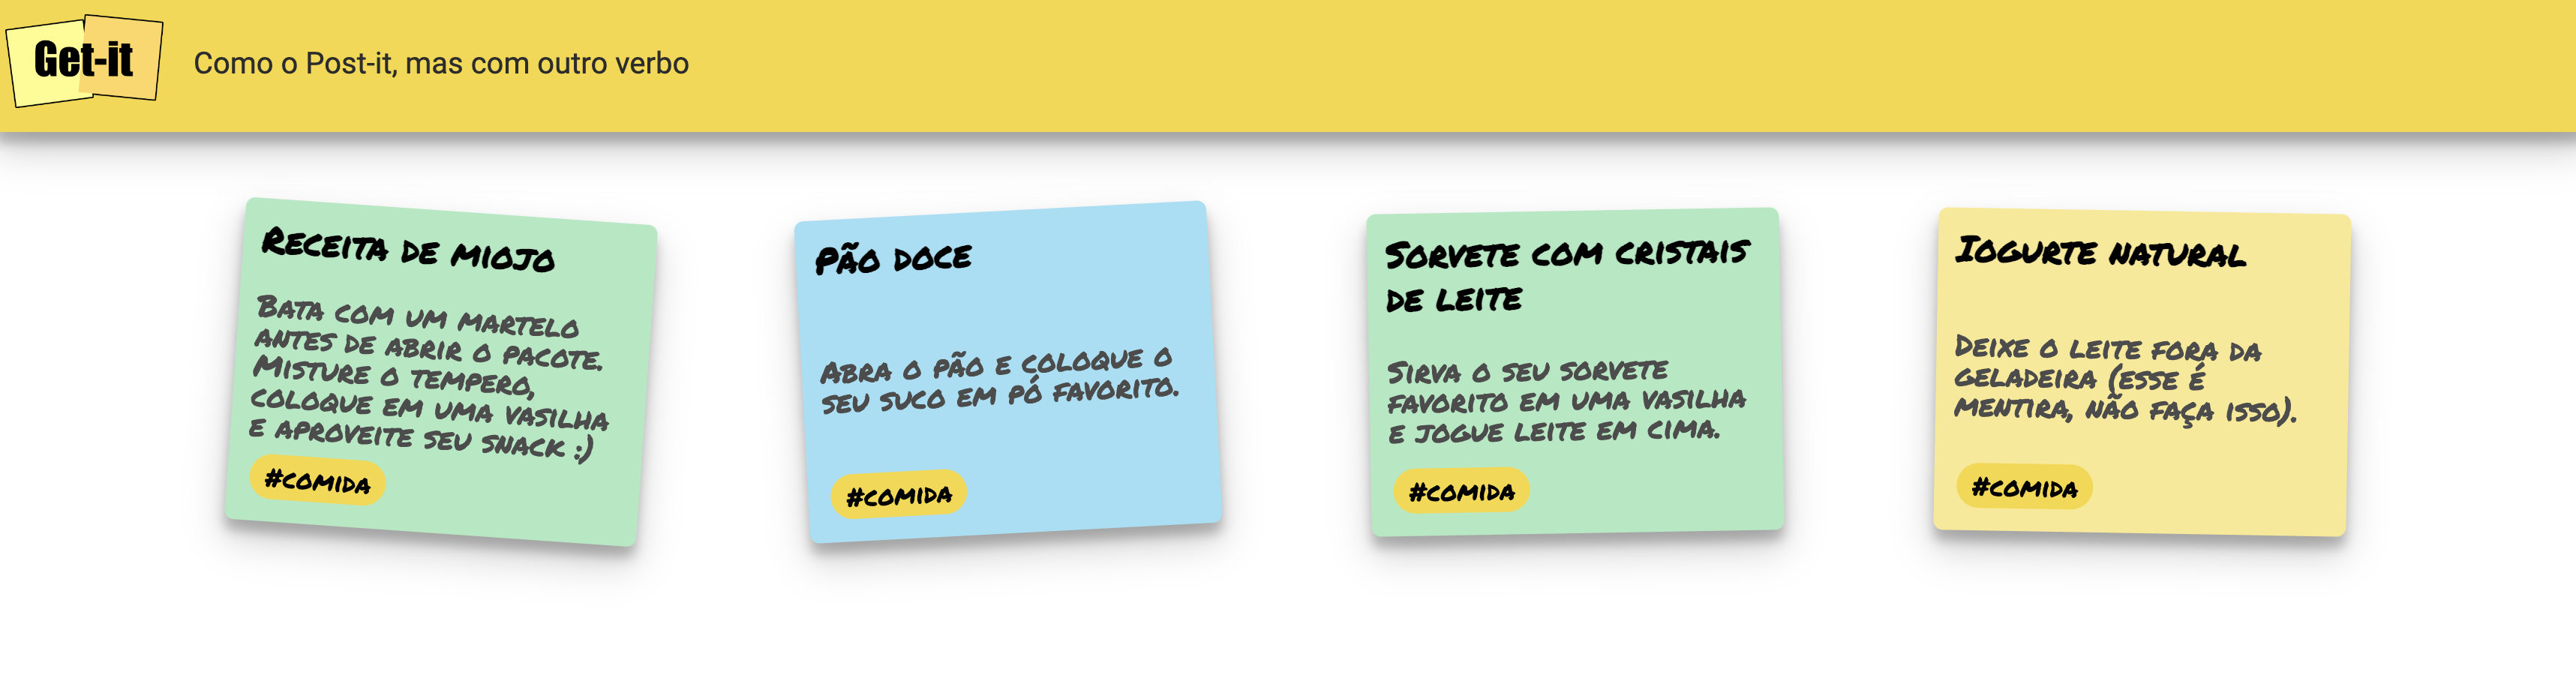 Get-it
Como o Post-it, mas com outro verbo
Receita de miojo
Bata com um martelo
antes de abrir o pacote.
Misture o tempero,
coloque em uma vasilha
e aproveite seu snack :)
#comida
Pão doce
Abra o pão e coloque o
seu suco em pó favorito.
#comida
Sorvete com cristais
de leite
Sirva o seu sorvete
favorito em uma vasilha
e jogue leite em cima.
#comida
Iogurte natural
Deixe o leite fora da
geladeira (esse é
mentira, não faça isso).
#comida